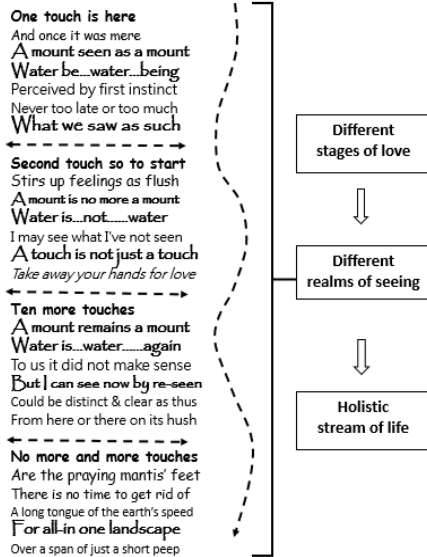 One touch is here
And once it was mere
A mount seen as a mount
Water be...water...being
Perceived by first instinct
Never too late or too much
What we saw as such
Second touch so to start
Stirs up feelings as flush
A mount is no more a mount
Water is...not......water
I may see what I've not seen
A touch is not just a touch
Take away your hands for love
Ten more touches
A mount remains a mount
Water is...water......again
To us it did not make sense
But I can see now by re-seen
Could be distinct & clear as thus
From here or there on its hush
No more and more touches
Are the praying mantis' feet
There is no time to get rid of
A long tongue of the earth's speed
For all-in one landscape
Over a span of just a short peep
Different
stages of love
Different
realms of seeing
Holistic
stream of life